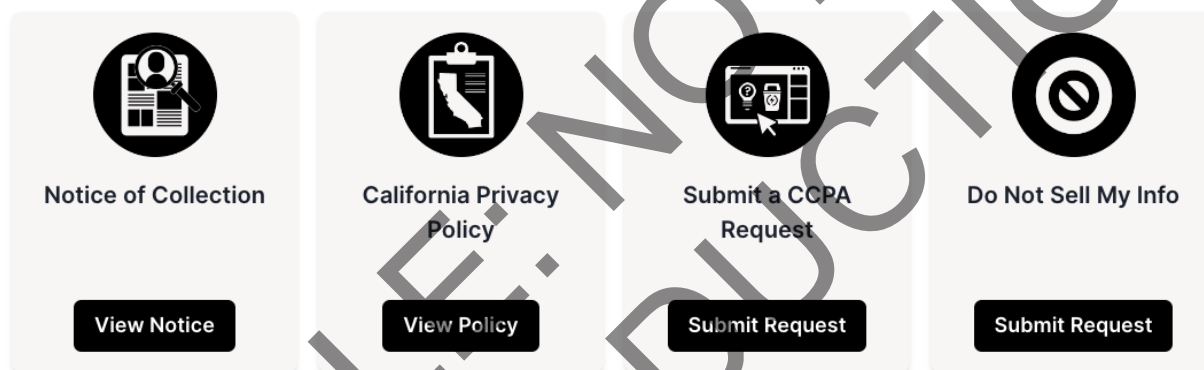 Notice of Collection
View Notice
California Privacy
Policy
View Policy
Submit a CCPA
Request
Submit Request
Do Not Sell My Info
Submit Request